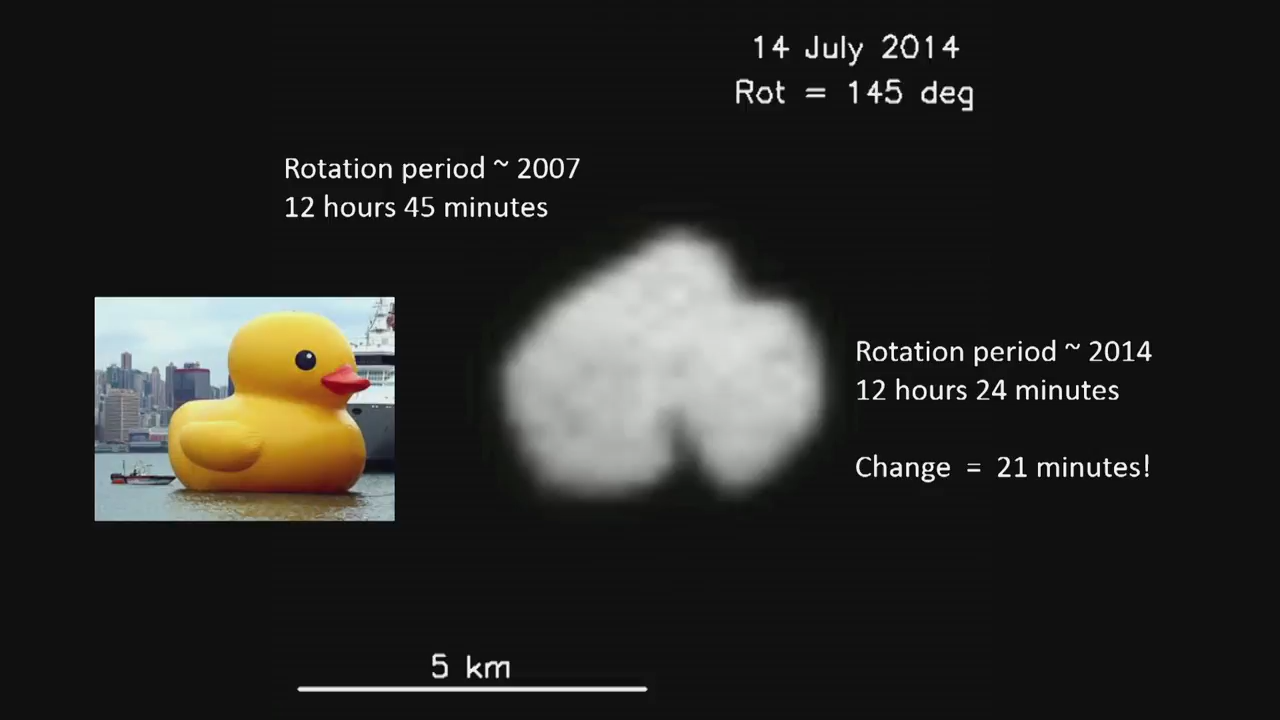 14 July 2014
Rot = 145 deg
Rotation period ~ 2007
12 hours 45 minutes
Rotation period ~ 2014
12 hours 24 minutes
Change = 21 minutes!
5 km